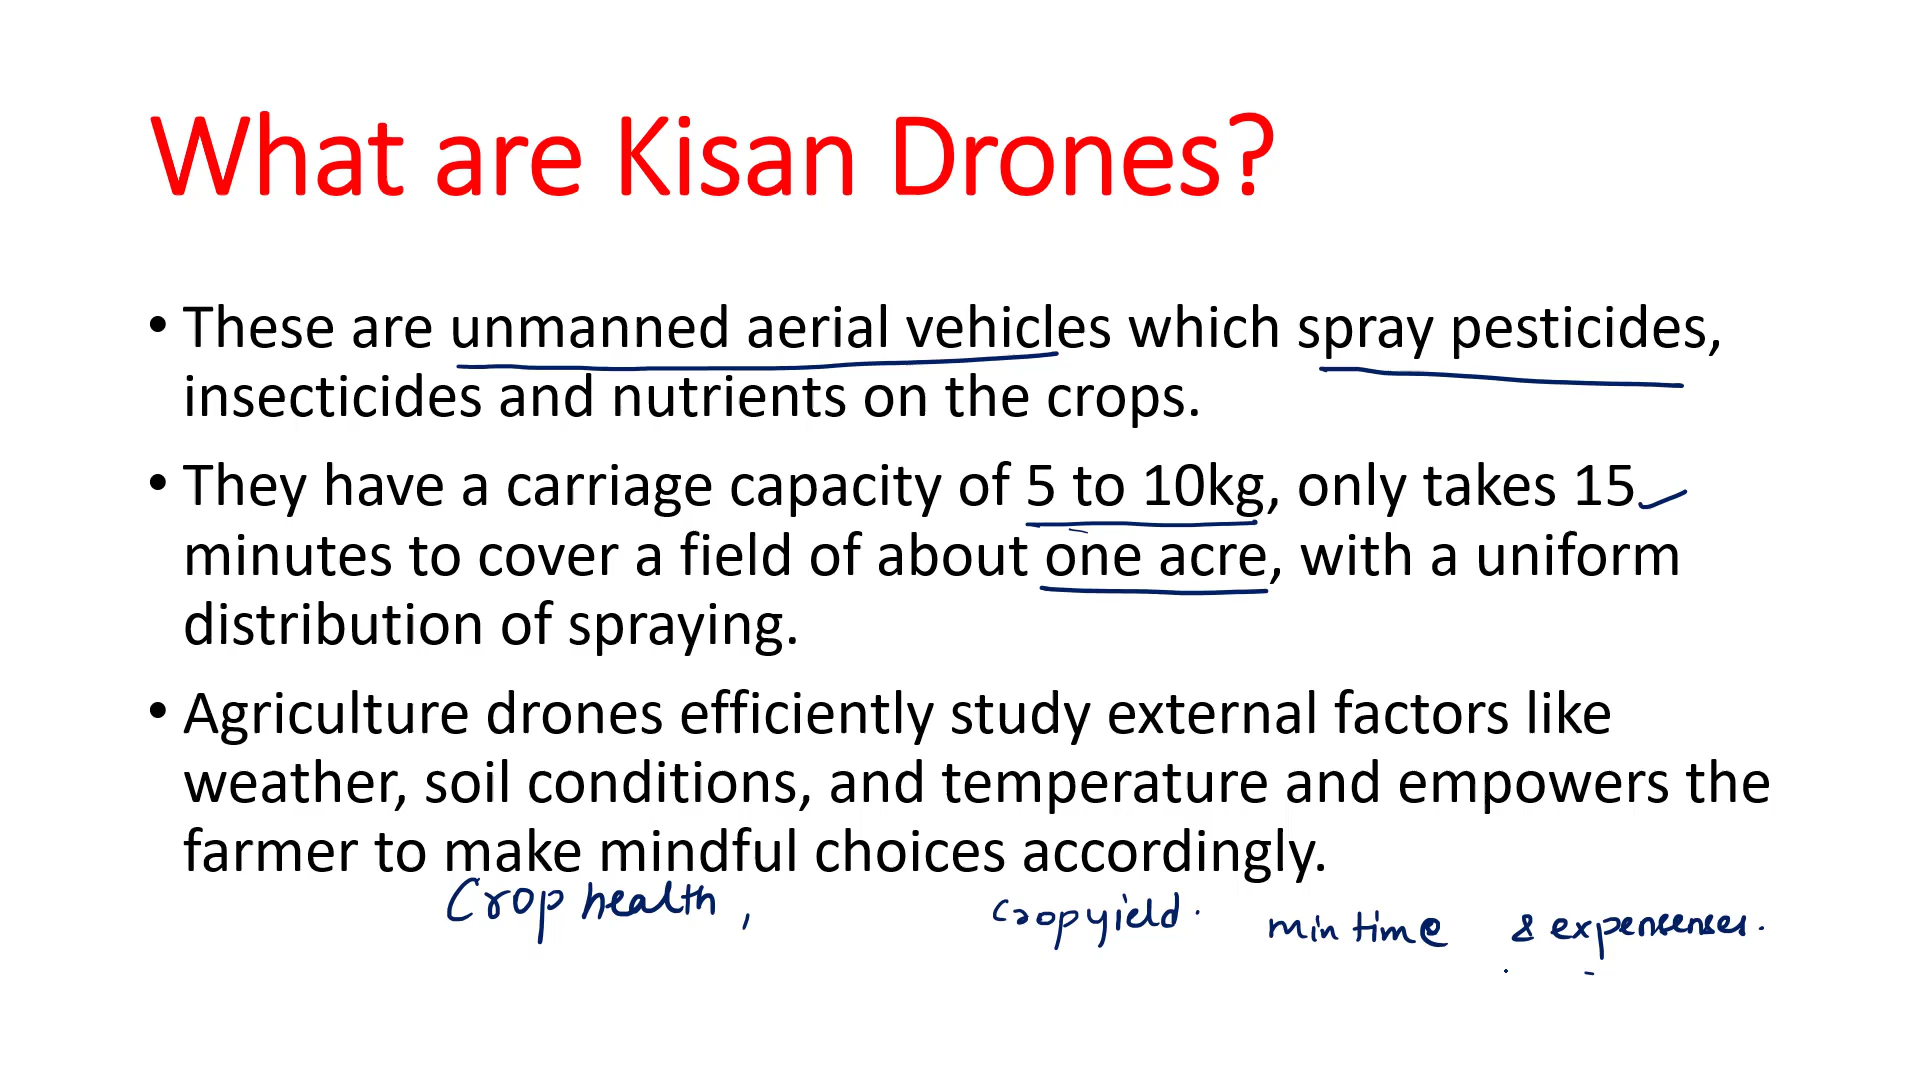 What are Kisan Drones?
• These are unmanned aerial vehicles which spray pesticides,
insecticides and nutrients on the crops.
• They have a carriage capacity of 5 to 10kg, only takes 15
minutes to cover a field of about one acre, with a uniform
distribution of spraying.
• Agriculture drones efficiently study external factors like
weather, soil conditions, and temperature and empowers the
farmer to make mindful choices accordingly.
Crop health, crop yield. min time & expensenses.